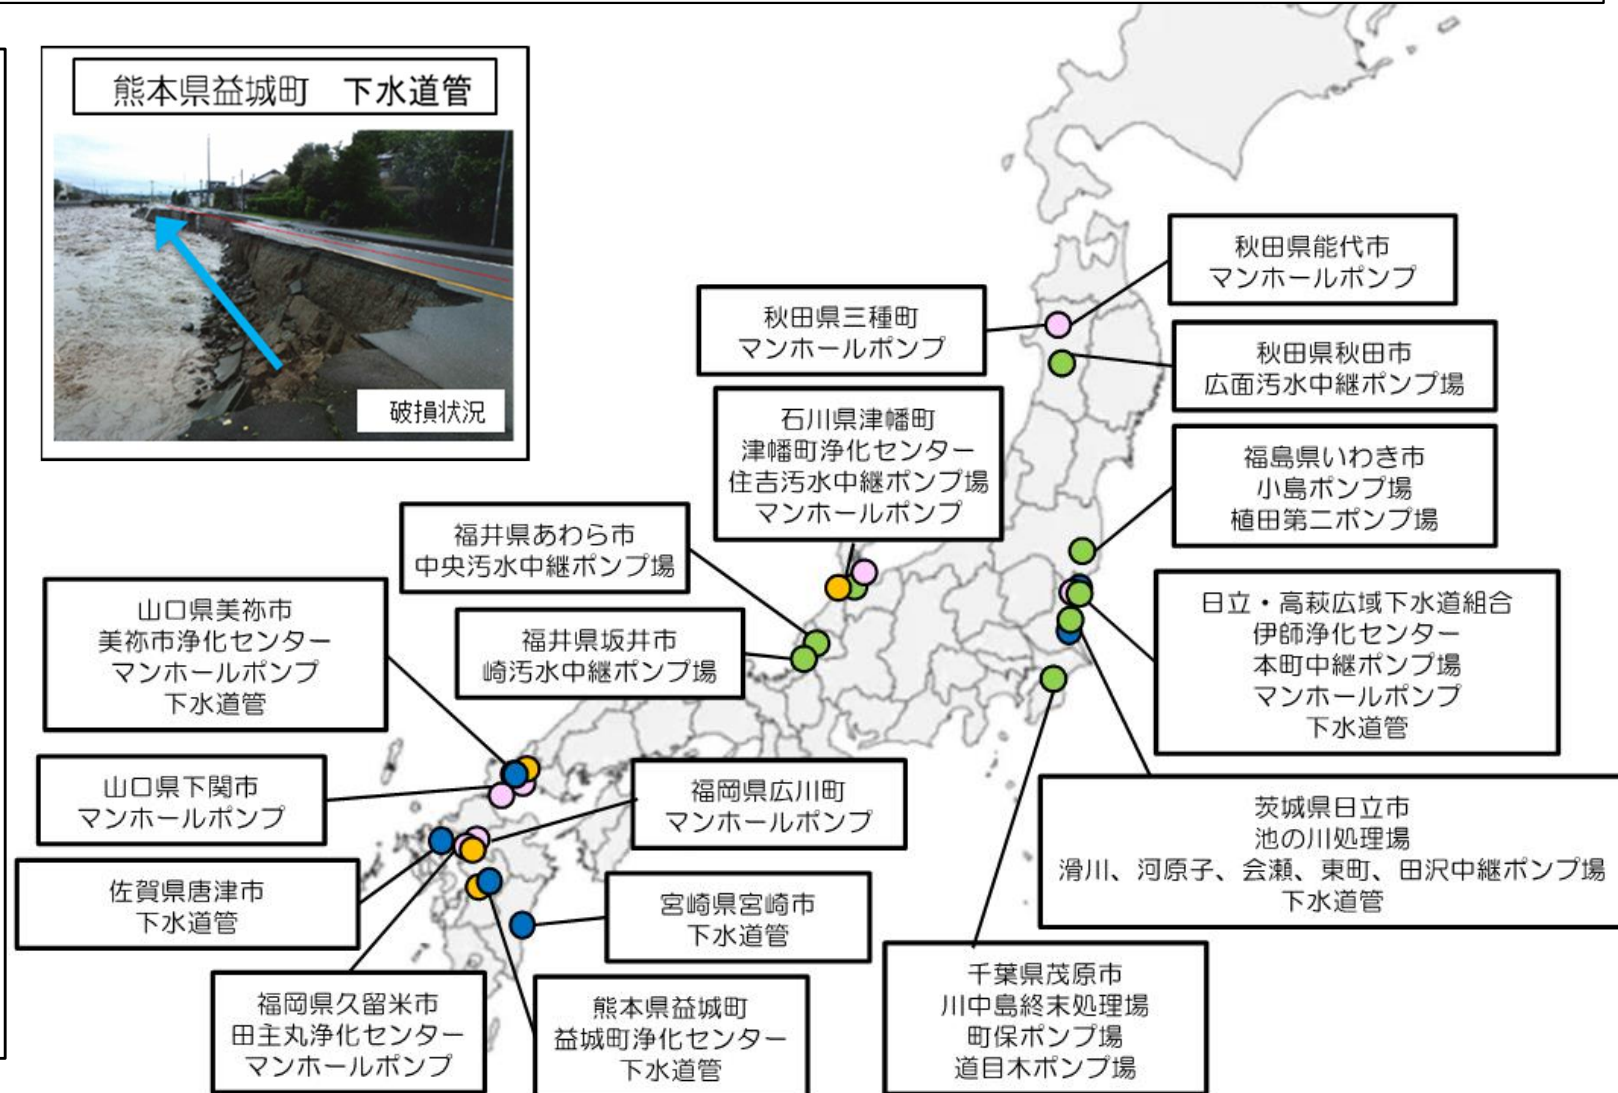 熊本県益城町　下水道管
破損状況
秋田県能代市
マンホールポンプ
秋田県三種町
マンホールポンプ
秋田県秋田市
広面汚水中継ポンプ場
石川県津幡町
津幡町浄化センター
住吉汚水中継ポンプ場
マンホールポンプ
福島県いわき市
小島ポンプ場
植田第二ポンプ場
福井県あわら市
中央汚水中継ポンプ場
福井県坂井市
崎汚水中継ポンプ場
日立・高萩広域下水道組合
伊師浄化センター
本町中継ポンプ場
マンホールポンプ
下水道管
山口県美祢市
美祢市浄化センター
マンホールポンプ
下水道管
山口県下関市
マンホールポンプ
福岡県広川町
マンホールポンプ
茨城県日立市
池の川処理場
滑川、河原子、会瀬、東町、田沢中継ポンプ場
下水道管
佐賀県唐津市
下水道管
宮崎県宮崎市
下水道管
千葉県茂原市
川中島終末処理場
町保ポンプ場
道目木ポンプ場
福岡県久留米市
田主丸浄化センター
マンホールポンプ
熊本県益城町
益城町浄化センター
下水道管